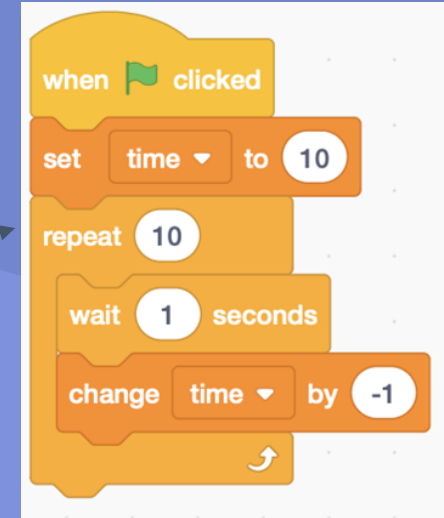 when clicked
set time to 10
repeat 10
wait 1 seconds
change time by -1